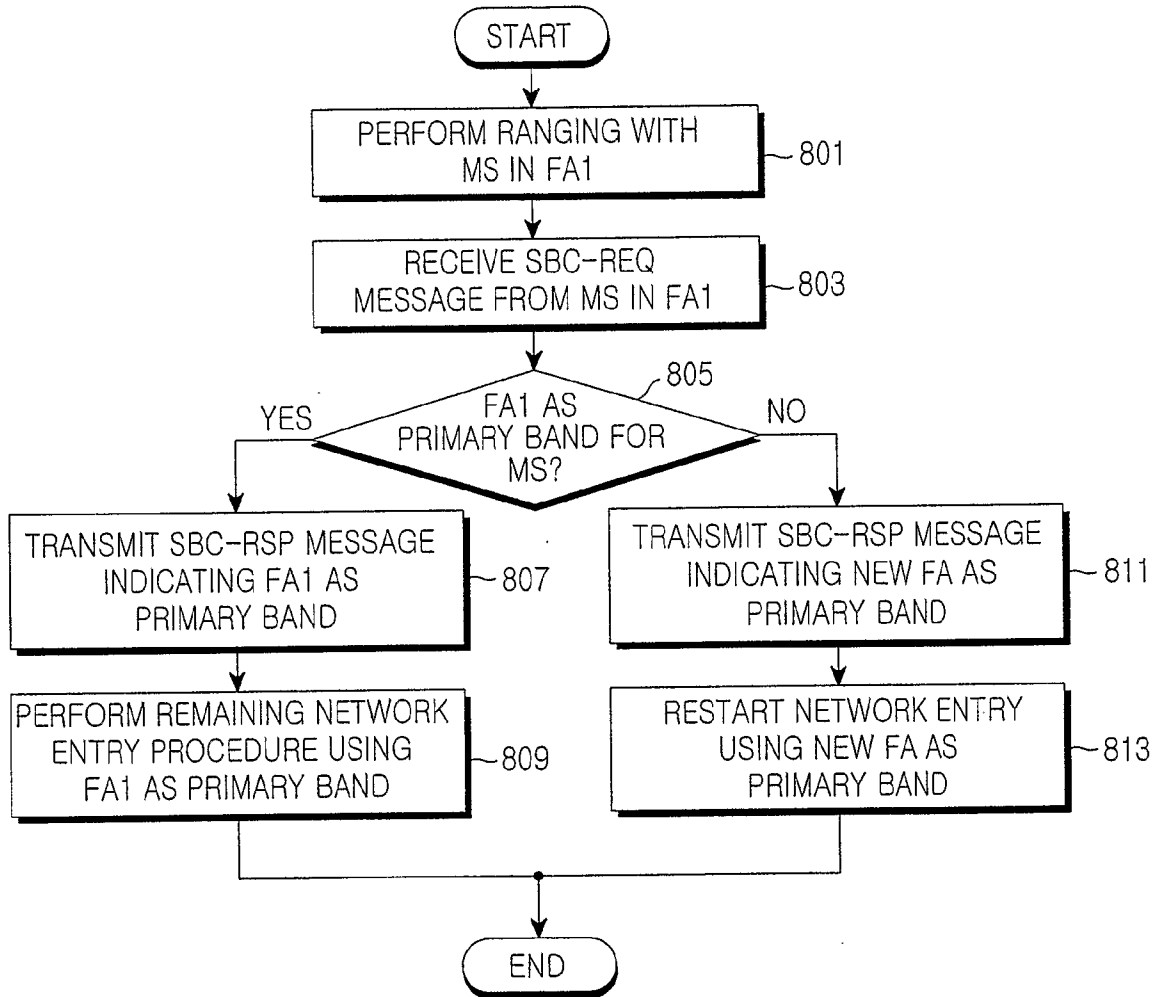 START
PERFORM RANGING WITH
MS IN FA1
801
RECEIVE SBC-REQ
MESSAGE FROM MS IN FA1
803
805
FA1 AS
PRIMARY BAND FOR
MS?
YES
NO
TRANSMIT SBC-RSP MESSAGE
INDICATING FA1 AS
PRIMARY BAND
807
TRANSMIT SBC-RSP MESSAGE
INDICATING NEW FA AS
PRIMARY BAND
811
PERFORM REMAINING NETWORK
ENTRY PROCEDURE USING
FA1 AS PRIMARY BAND
809
RESTART NETWORK ENTRY
USING NEW FA AS
PRIMARY BAND
813
END